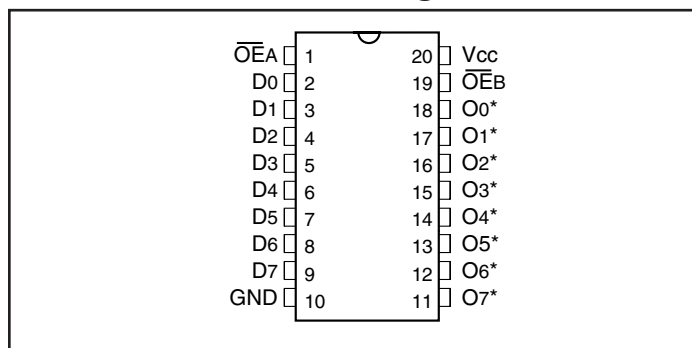 OEA 1 20 Vcc
D0 2 19 OEB
D1 3 18 O0*
D2 4 17 O1*
D3 5 16 O2*
D4 6 15 O3*
D5 7 14 O4*
D6 8 13 O5*
D7 9 12 O6*
GND 10 11 O7*